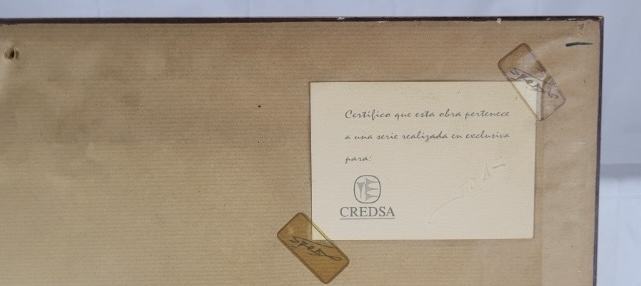 Certifico que esta obra pertenece
a una serie realizada en exclusiva
para:
CREDSA